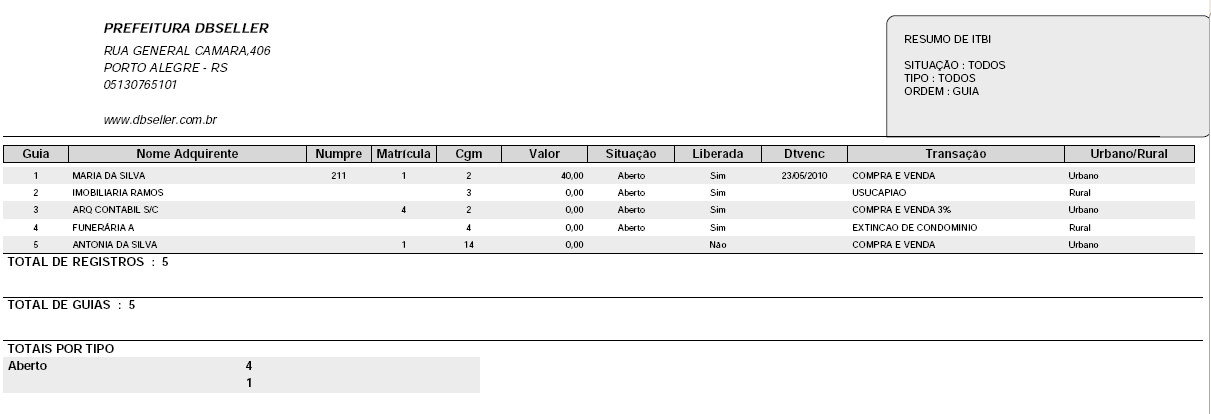 PREFEITURA DBSELLER
RUA GENERAL CAMARA,406
PORTO ALEGRE - RS
05130765101
www.dbseller.com.br
RESUMO DE ITBI
SITUAÇÃO : TODOS
TIPO : TODOS
ORDEM : GUIA
Guia Nome Adquirente Numpre Matrícula Cgm Valor Situação Liberada Dtvenc Transação Urbano/Rural
1 MARIA DA SILVA 211 1 2 40,00 Aberto Sim 23/05/2010 COMPRA E VENDA Urbano
2 IMOBILIARIA RAMOS 3 0,00 Aberto Sim USUCAPIAO Rural
3 ARQ CONTABIL S/C 4 2 0,00 Aberto Sim COMPRA E VENDA 3% Urbano
4 FUNERÁRIA A 4 0,00 Aberto Sim EXTINCAO DE CONDOMINIO Rural
5 ANTONIA DA SILVA 1 14 0,00 Não COMPRA E VENDA Urbano
TOTAL DE REGISTROS : 5
TOTAL DE GUIAS : 5
TOTAIS POR TIPO
Aberto 4
1